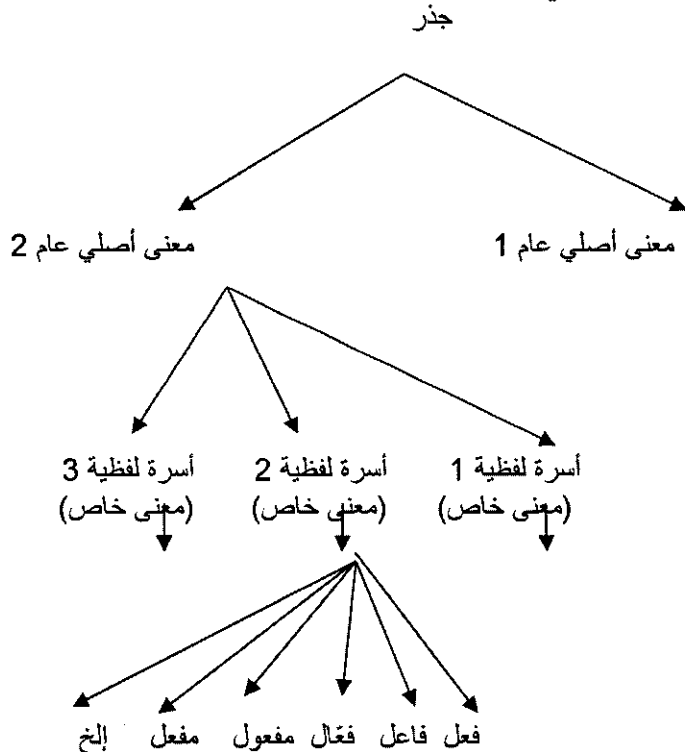 جذر
معنى أصلي عام 1 معنى أصلي عام 2
أسرة لفظية 1 أسرة لفظية 2 أسرة لفظية 3
(معنى خاص) (معنى خاص) (معنى خاص)
فعل فاعل فعّال مفعول مفعل إلخ